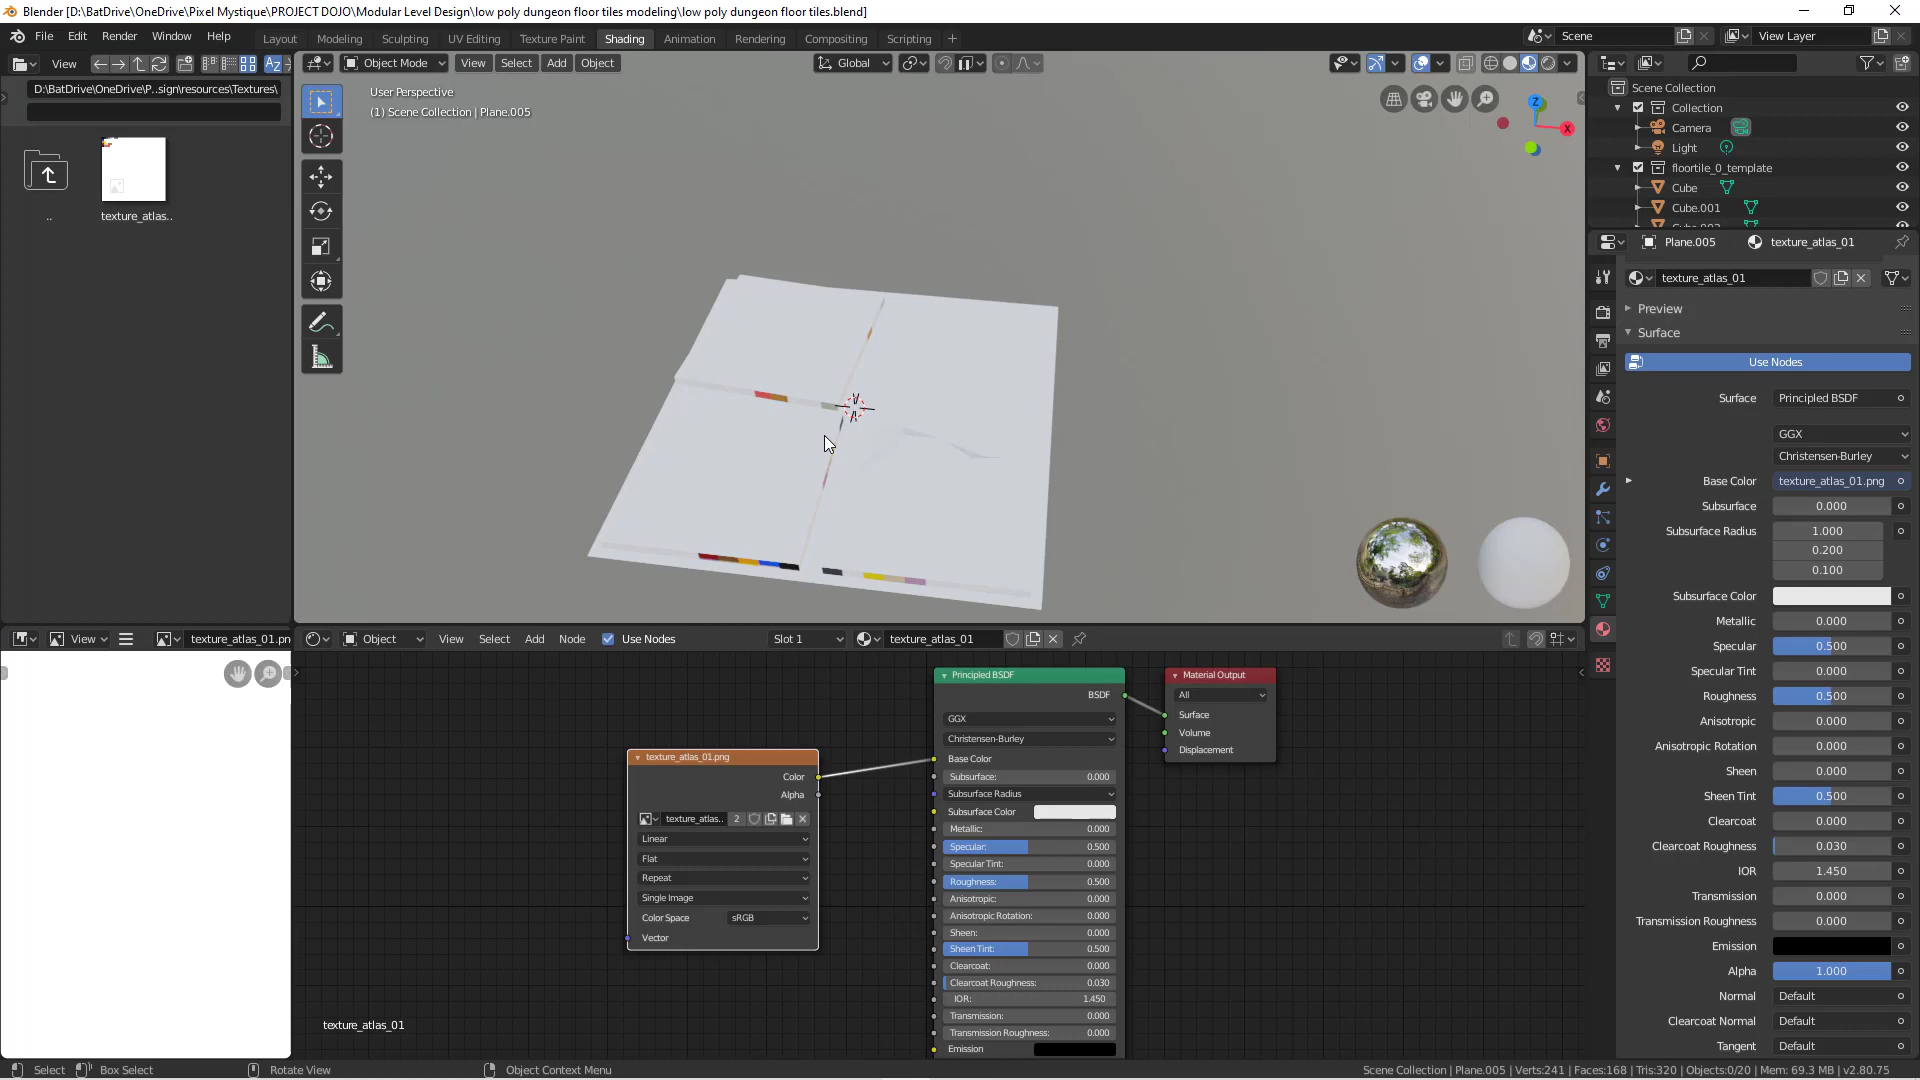 Blender [D:\BatDrive\OneDrive\Pixel Mystique\PROJECT DOJO\Modular Level Design\low poly dungeon floor tiles modeling\low poly dungeon floor tiles.blend]
File Edit Render Window Help
Layout Modeling Sculpting UV Editing Texture Paint Shading Animation Rendering Compositing Scripting
Scene
View Layer
View
Object Mode View Select Add Object
Global
D:\BatDrive\OneDrive\P..sign\resources\Textures\
..
texture_atlas..
User Perspective
(1) Scene Collection | Plane.005
Z
X
Scene Collection
Collection
Camera
Light
floortile_0_template
Cube
Cube.001
Plane.005 texture_atlas_01
texture_atlas_01
Preview
Surface
Use Nodes
Surface Principled BSDF
GGX
Christensen-Burley
Base Color texture_atlas_01.png
Subsurface 0.000
Subsurface Radius 1.000
0.200
0.100
Subsurface Color
Metallic 0.000
Specular 0.500
Specular Tint 0.000
Roughness 0.500
Anisotropic 0.000
Anisotropic Rotation 0.000
Sheen 0.000
Sheen Tint 0.500
Clearcoat 0.000
Clearcoat Roughness 0.030
IOR 1.450
Transmission 0.000
Transmission Roughness 0.000
Emission
Alpha 1.000
Normal Default
Clearcoat Normal Default
Tangent Default
View texture_atlas_01.pn
Object View Select Add Node Use Nodes Slot 1 texture_atlas_01
texture_atlas_01.png
Color
Alpha
texture_atlas.. 2
Linear
Flat
Repeat
Single Image
Color Space sRGB
Vector
Principled BSDF
BSDF
GGX
Christensen-Burley
Base Color
Subsurface: 0.000
Subsurface Radius
Subsurface Color
Metallic: 0.000
Specular: 0.500
Specular Tint: 0.000
Roughness: 0.500
Anisotropic: 0.000
Anisotropic Rotation: 0.000
Sheen: 0.000
Sheen Tint: 0.500
Clearcoat: 0.000
Clearcoat Roughness: 0.030
IOR: 1.450
Transmission: 0.000
Transmission Roughness: 0.000
Emission
Material Output
All
Surface
Volume
Displacement
texture_atlas_01
Select Box Select Rotate View Object Context Menu
Scene Collection | Plane.005 | Verts:241 | Faces:168 | Tris:320 | Objects:0/20 | Mem: 69.3 MB | v2.80.75